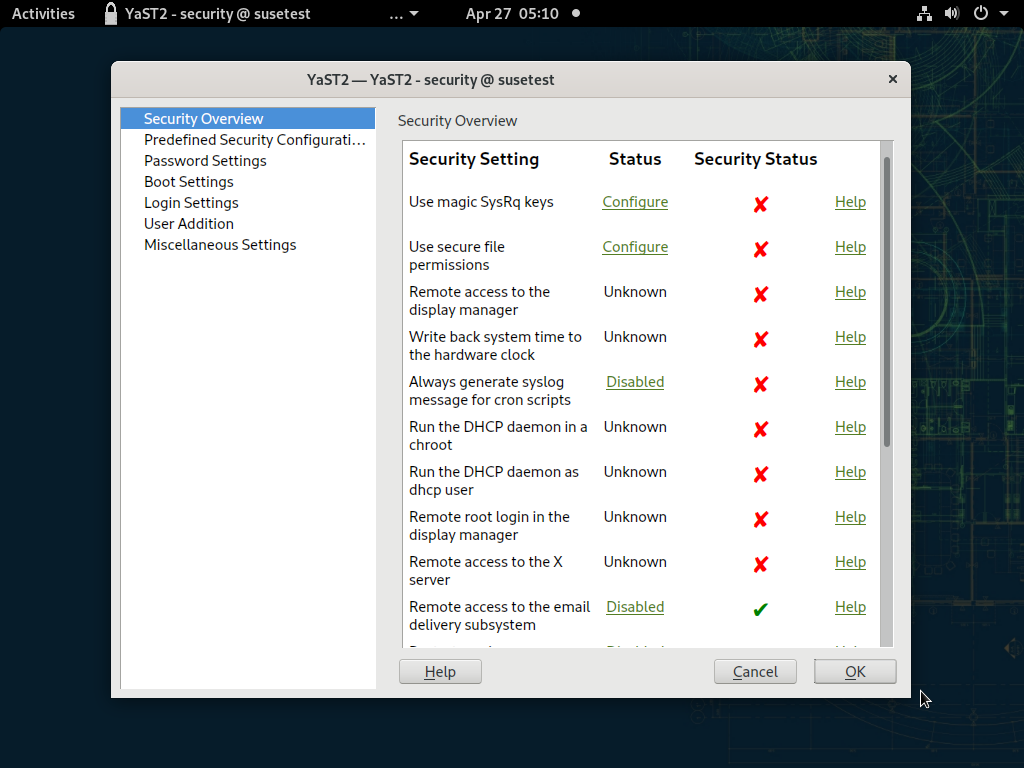 Activities YaST2 - security @ susetest ... Apr 27 05:10
YaST2 — YaST2 - security @ susetest
Security Overview
Predefined Security Configurati...
Password Settings
Boot Settings
Login Settings
User Addition
Miscellaneous Settings
Security Overview
Security Setting Status Security Status
Use magic SysRq keys Configure ✘ Help
Use secure file Configure ✘ Help
permissions
Remote access to the Unknown ✘ Help
display manager
Write back system time to Unknown ✘ Help
the hardware clock
Always generate syslog Disabled ✘ Help
message for cron scripts
Run the DHCP daemon in a Unknown ✘ Help
chroot
Run the DHCP daemon as Unknown ✘ Help
dhcp user
Remote root login in the Unknown ✘ Help
display manager
Remote access to the X Unknown ✘ Help
server
Remote access to the email Disabled ✔ Help
delivery subsystem
Help Cancel OK